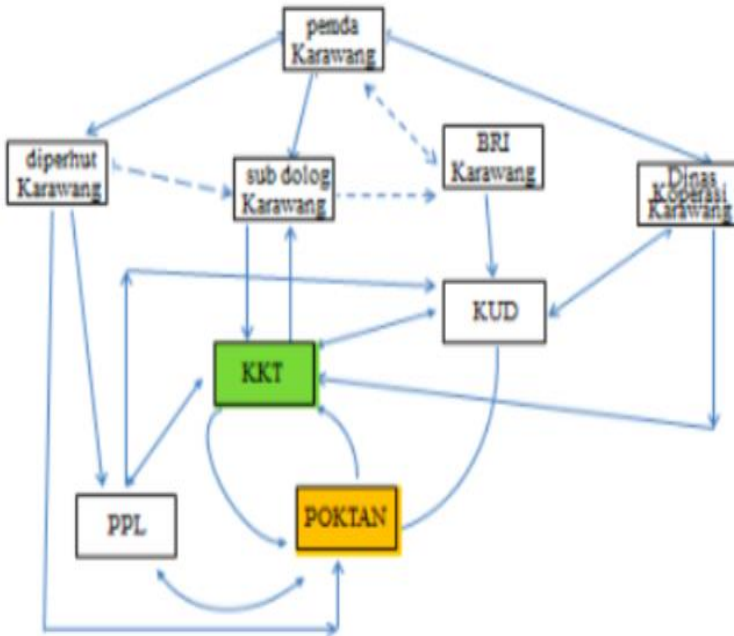 pemda
Karawang
diperhut
Karawang
sub dolog
Karawang
BRI
Karawang
Dinas
Koperasi
Karawang
KUD
KKT
PPL
POKTAN